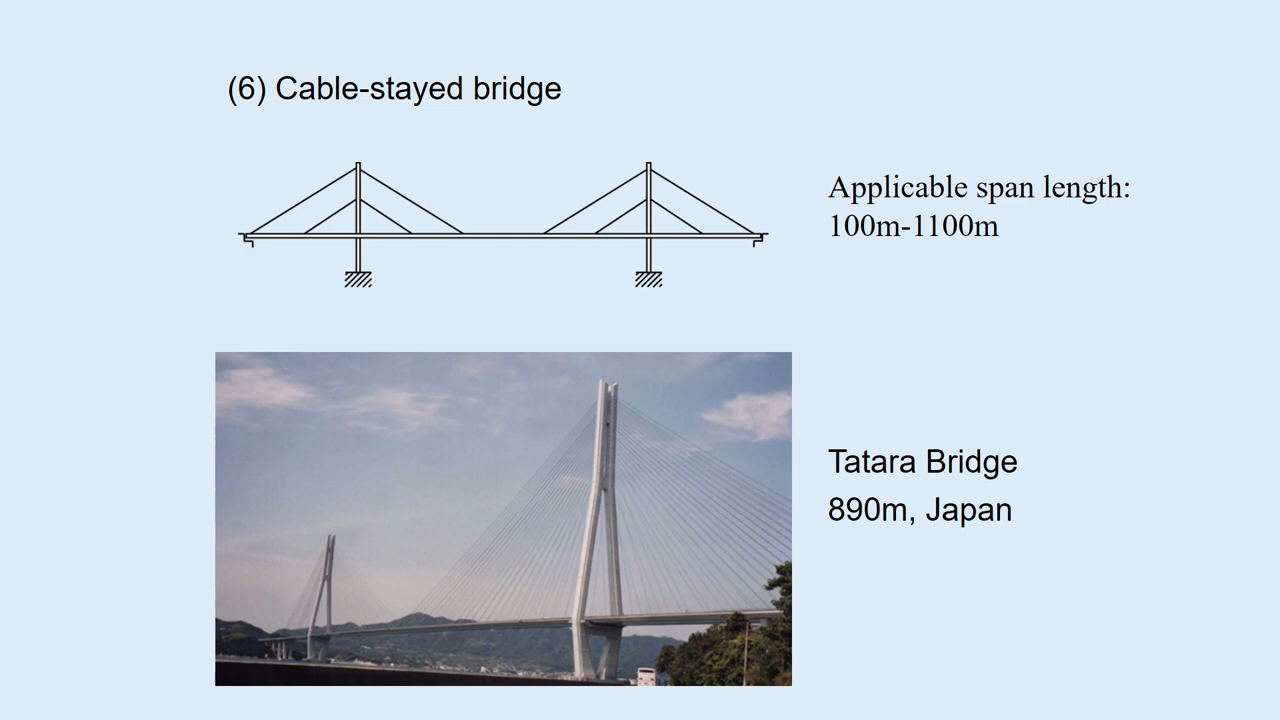 (6) Cable-stayed bridge
Applicable span length:
100m-1100m
Tatara Bridge
890m, Japan